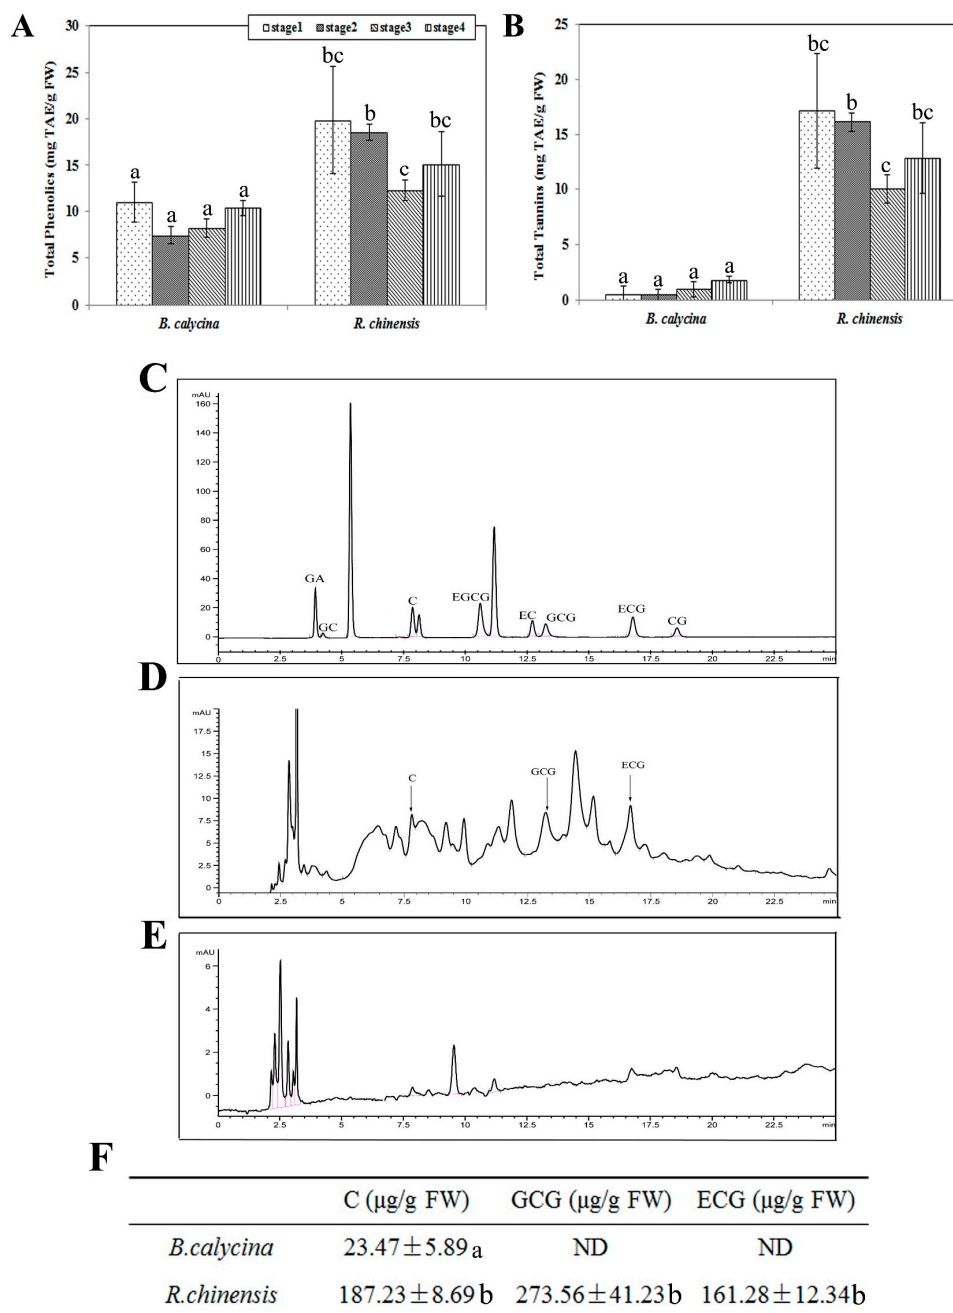 A
B
stage1 stage2 stage3 stage4
Total Phenolics (mg TAE/g FW)
30
25
20
15
10
5
0
a
a
a
a
bc
b
c
bc
B. calycina
R. chinensis
Total Tannins (mg TAE/g FW)
25
20
15
10
5
0
a
a
a
a
bc
b
c
bc
B. calycina
R. chinensis
C
mAU
160
140
120
100
80
60
40
20
0
GA
GC
C
EGCG
EC
GCG
ECG
CG
0 2.5 5 7.5 10 12.5 15 17.5 20 22.5 min
D
mAU
17.5
15
12.5
10
7.5
5
2.5
0
C
GCG
ECG
0 2.5 5 7.5 10 12.5 15 17.5 20 22.5 min
E
mAU
6
4
2
0
0 2.5 5 7.5 10 12.5 15 17.5 20 22.5 min
F
C (μg/g FW) GCG (μg/g FW) ECG (μg/g FW)
B.calycina 23.47±5.89 a ND ND
R.chinensis 187.23±8.69 b 273.56±41.23 b 161.28±12.34 b